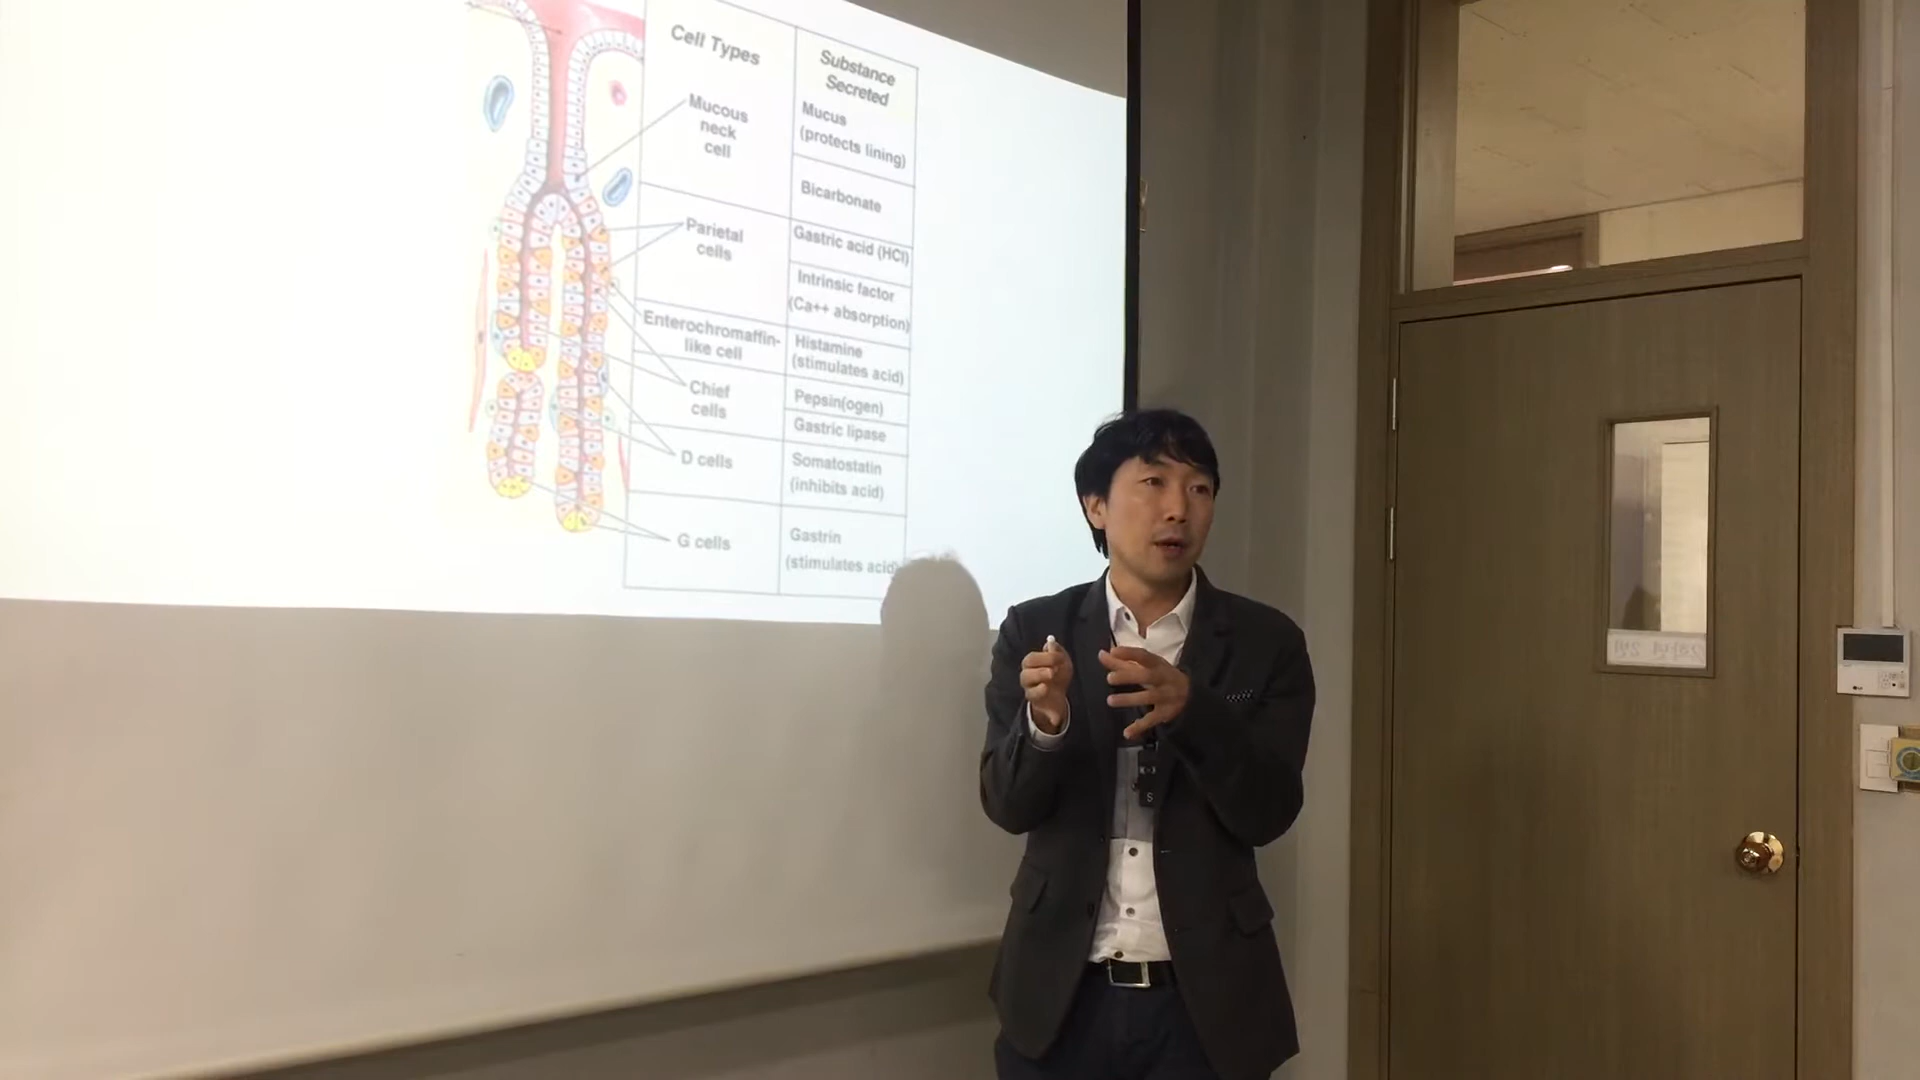 Cell Types
Substance
Secreted
Mucous
neck
cell
Mucus
(protects lining)
Bicarbonate
Parietal
cells
Gastric acid (HCl)
Intrinsic factor
(Ca++ absorption)
Enterochromaffin-
like cell
Histamine
(stimulates acid)
Chief
cells
Pepsin(ogen)
Gastric lipase
D cells
Somatostatin
(inhibits acid)
G cells
Gastrin
(stimulates acid)
S